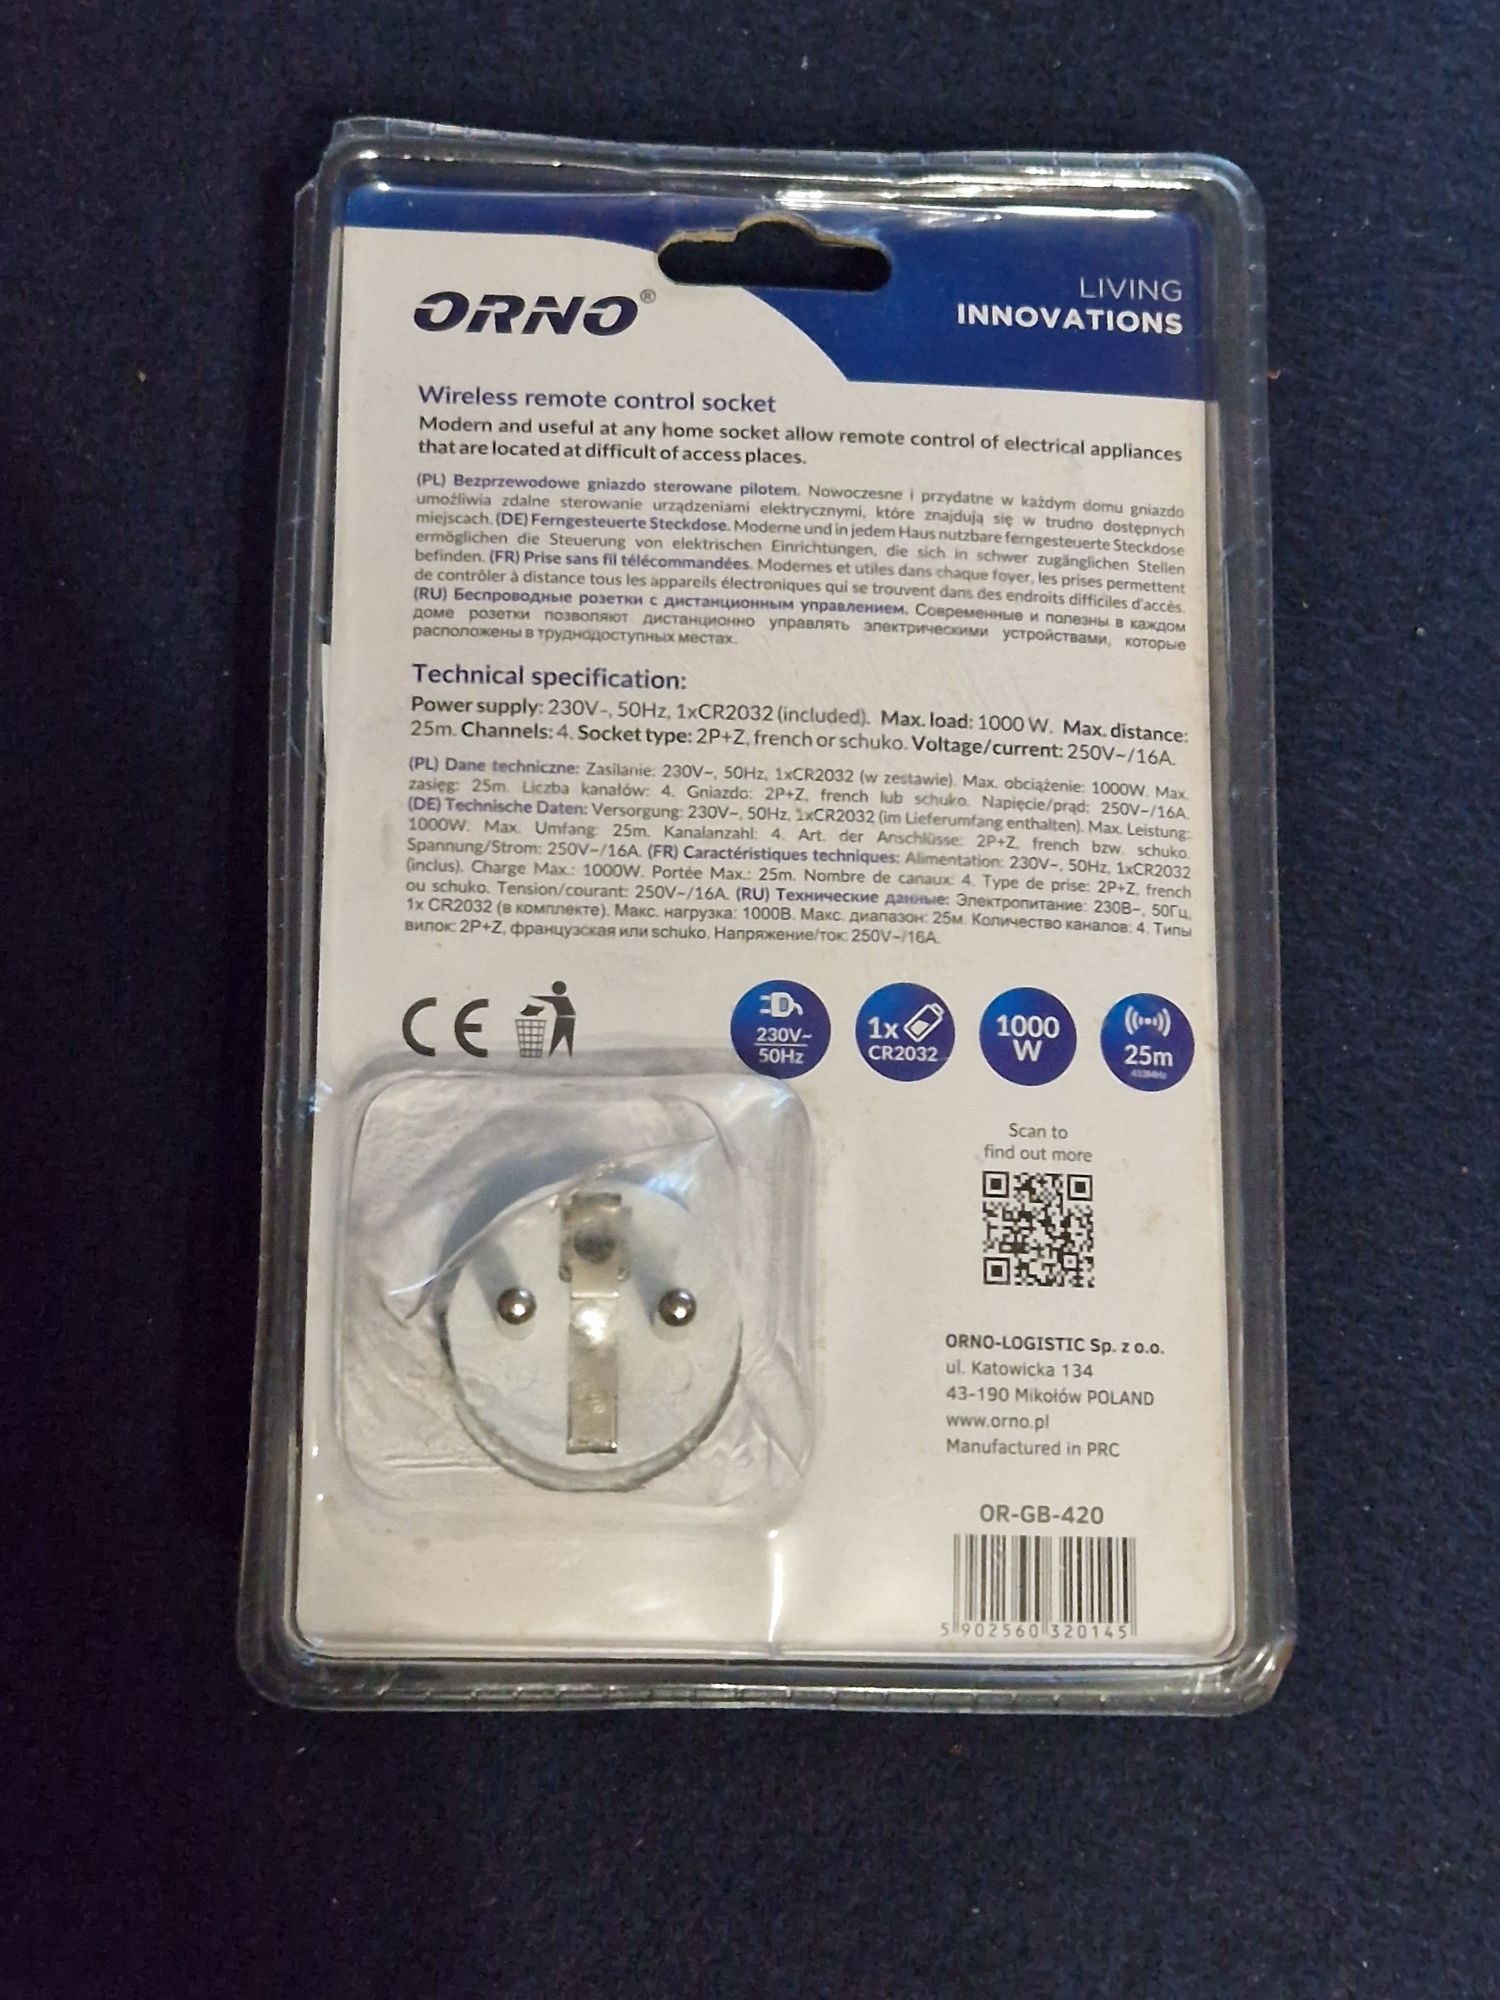 ORNO®
LIVING
INNOVATIONS
Wireless remote control socket
Modern and useful at any home socket allow remote control of electrical appliances
that are located at difficult of access places.
(PL) Bezprzewodowe gniazdo sterowane pilotem. Nowoczesne i przydatne w każdym domu gniazdo
umożliwia zdalne sterowanie urządzeniami elektrycznymi, które znajdują się w trudno dostępnych
miejscach. (DE) Ferngesteuerte Steckdose. Moderne und in jedem Haus nutzbare ferngesteuerte Steckdose
ermöglichen die Steuerung von elektrischen Einrichtungen, die sich in schwer zugänglichen Stellen
befinden. (FR) Prise sans fil télécommandées. Modernes et utiles dans chaque foyer, les prises permettent
de contrôler à distance tous les appareils électroniques qui se trouvent dans des endroits difficiles d'accès.
(RU) Беспроводные розетки с дистанционным управлением. Современные и полезны в каждом
доме розетки позволяют дистанционно управлять электрическими устройствами, которые
расположены в труднодоступных местах.
Technical specification:
Power supply: 230V~, 50Hz, 1xCR2032 (included). Max. load: 1000 W. Max. distance:
25m. Channels: 4. Socket type: 2P+Z, french or schuko. Voltage/current: 250V~/16A.
(PL) Dane techniczne: Zasilanie: 230V~, 50Hz, 1xCR2032 (w zestawie). Max. obciążenie: 1000W. Max.
zasięg: 25m. Liczba kanałów: 4. Gniazdo: 2P+Z, french lub schuko. Napięcie/prąd: 250V~/16A.
(DE) Technische Daten: Versorgung: 230V~, 50Hz, 1xCR2032 (im Lieferumfang enthalten). Max. Leistung:
1000W. Max. Umfang: 25m. Kanalanzahl: 4. Art. der Anschlüsse: 2P+Z, french bzw. schuko.
Spannung/Strom: 250V~/16A. (FR) Caractéristiques techniques: Alimentation: 230V~, 50Hz, 1xCR2032
(inclus). Charge Max.: 1000W. Portée Max.: 25m. Nombre de canaux: 4. Type de prise: 2P+Z, french
ou schuko. Tension/courant: 250V~/16A. (RU) Технические данные: Электропитание: 230В~, 50Гц,
1x CR2032 (в комплекте). Макс. нагрузка: 1000В. Макс. диапазон: 25м. Количество каналов: 4. Типы
вилок: 2P+Z, французская или schuko. Напряжение/ток: 250V~/16A.
CE
230V~
50Hz
1x
CR2032
1000
W
25m
433MHz
Scan to
find out more
ORNO-LOGISTIC Sp. z o.o.
ul. Katowicka 134
43-190 Mikołów POLAND
www.orno.pl
Manufactured in PRC
OR-GB-420
5 902560 320145